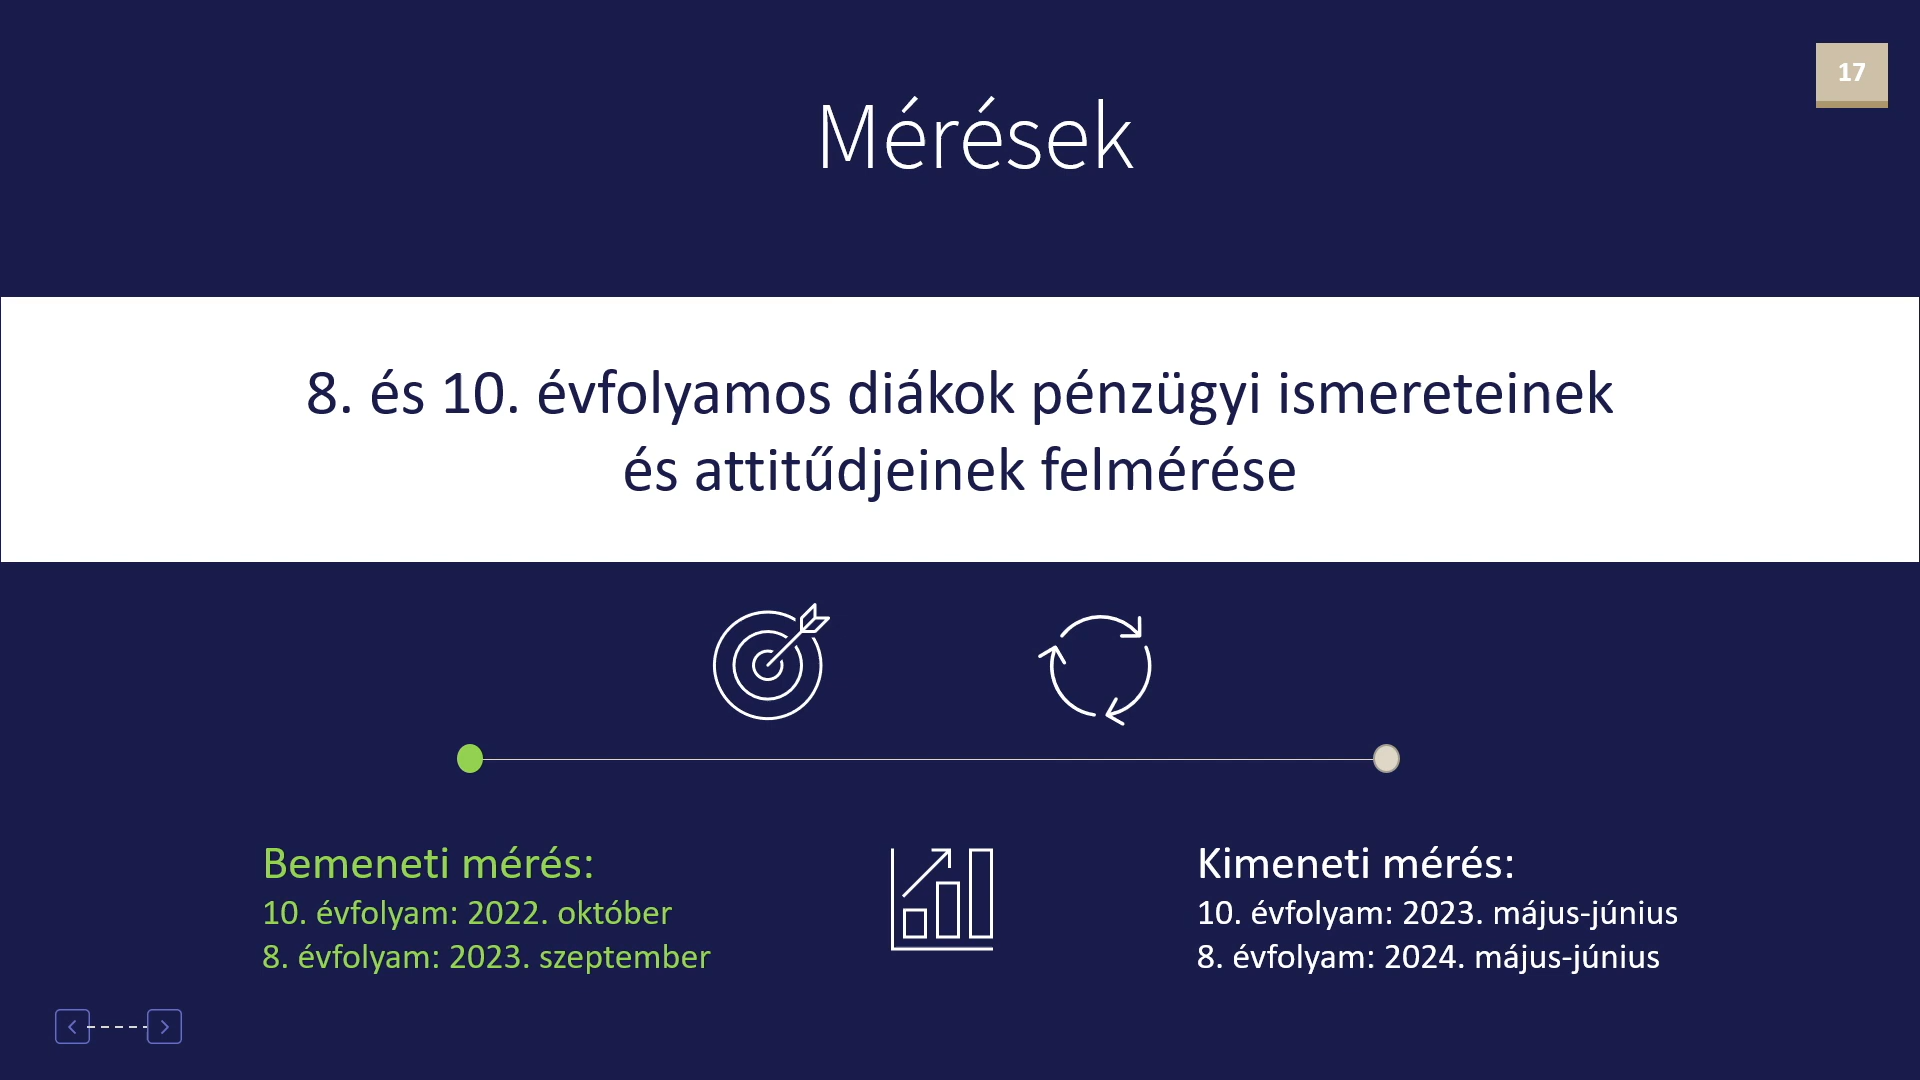 17
Mérések
8. és 10. évfolyamos diákok pénzügyi ismereteinek
és attitűdjeinek felmérése
Bemeneti mérés:
10. évfolyam: 2022. október
8. évfolyam: 2023. szeptember
Kimeneti mérés:
10. évfolyam: 2023. május-június
8. évfolyam: 2024. május-június